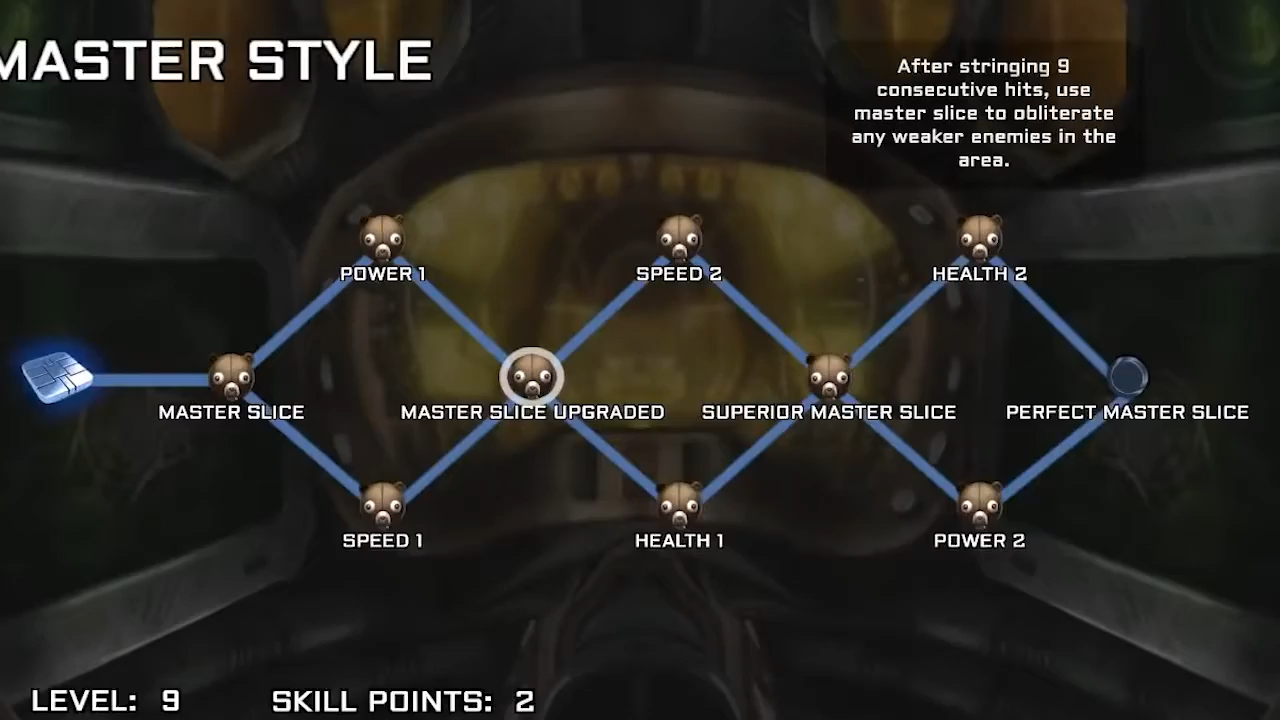 MASTER STYLE
After stringing 9
consecutive hits, use
master slice to obliterate
any weaker enemies in the
area.
POWER 1
SPEED 2
HEALTH 2
MASTER SLICE
MASTER SLICE UPGRADED
SUPERIOR MASTER SLICE
PERFECT MASTER SLICE
SPEED 1
HEALTH 1
POWER 2
LEVEL: 9
SKILL POINTS: 2